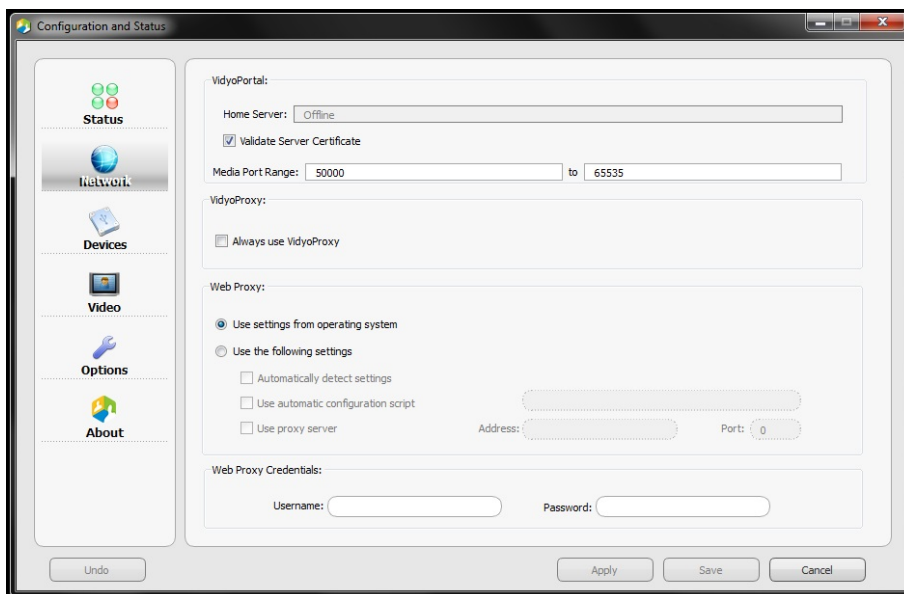 Configuration and Status
Status
Network
Devices
Video
Options
About
VidyoPortal:
Home Server: Offline
Validate Server Certificate
Media Port Range: 50000 to 65535
VidyoProxy:
Always use VidyoProxy
Web Proxy:
Use settings from operating system
Use the following settings
Automatically detect settings
Use automatic configuration script
Use proxy server Address: Port: 0
Web Proxy Credentials:
Username: Password:
Undo Apply Save Cancel